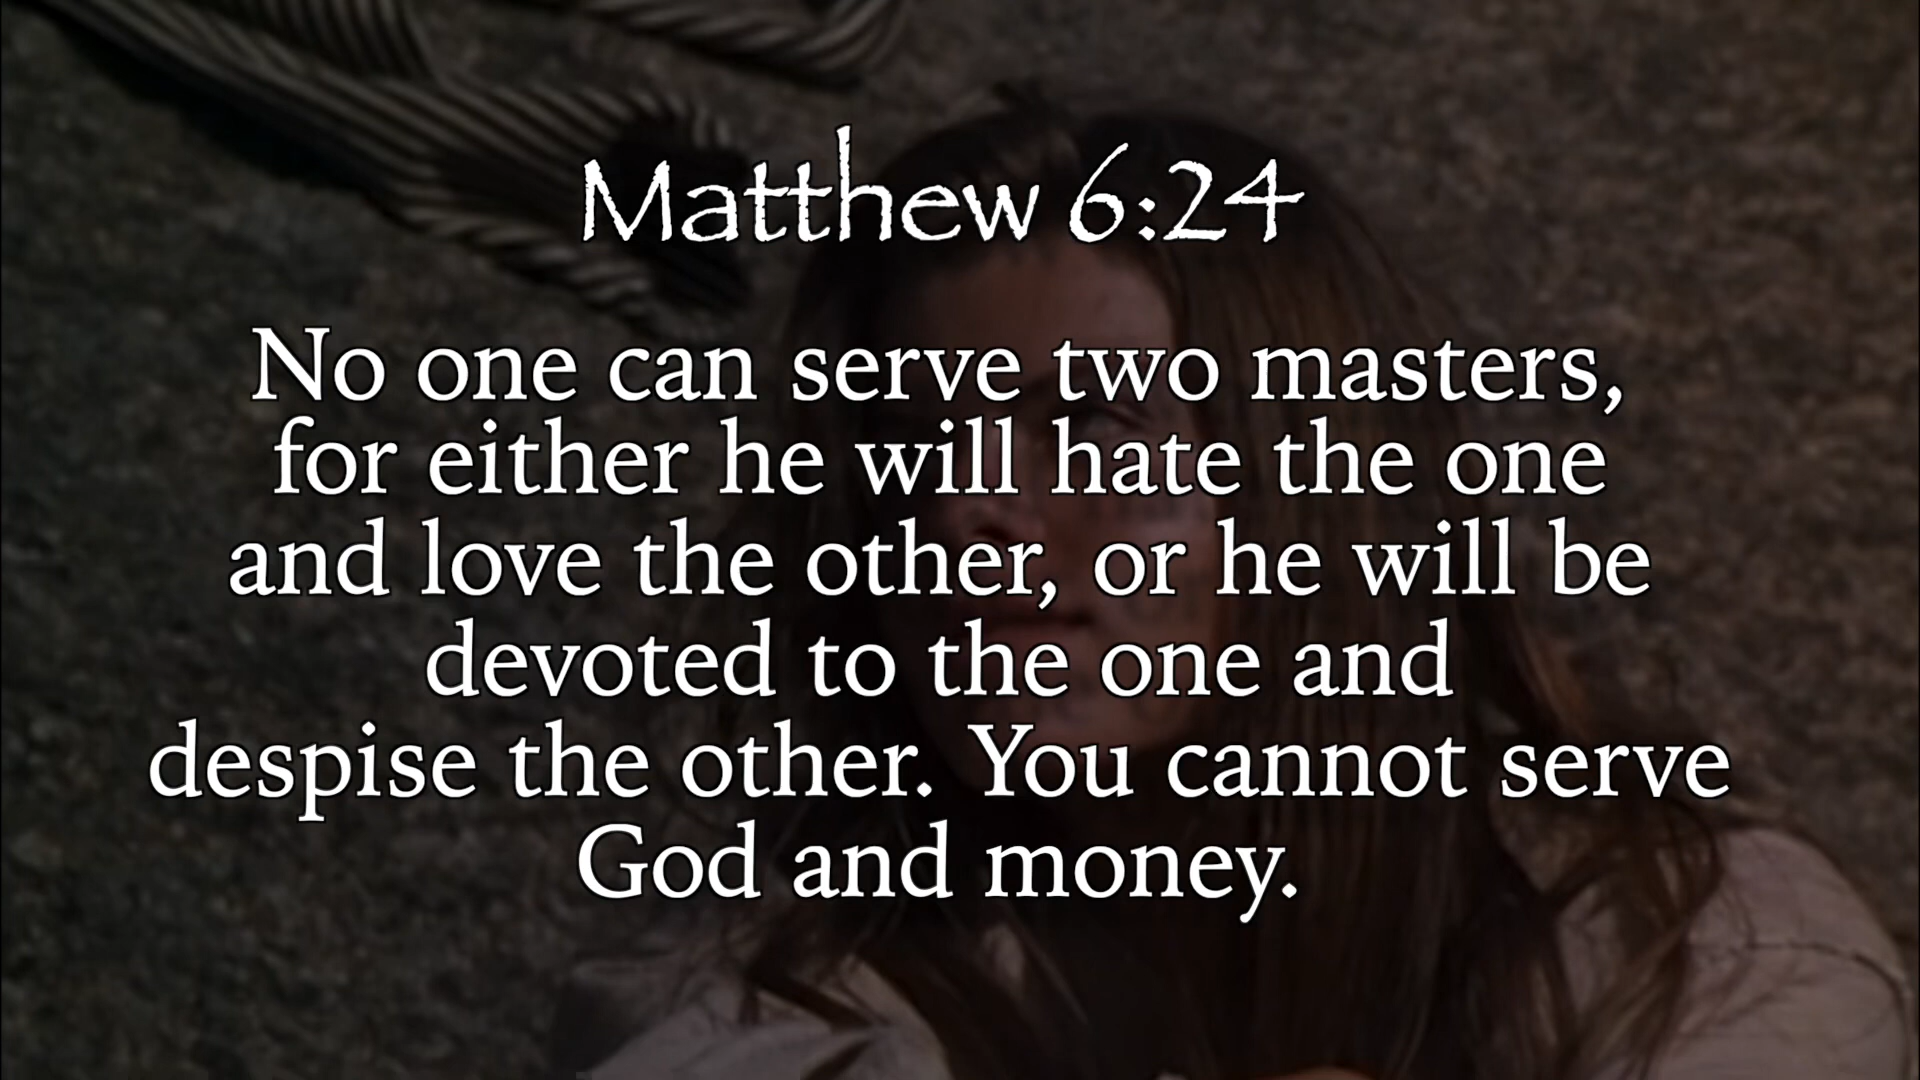 Matthew 6:24
No one can serve two masters,
for either he will hate the one
and love the other, or he will be
devoted to the one and
despise the other. You cannot serve
God and money.